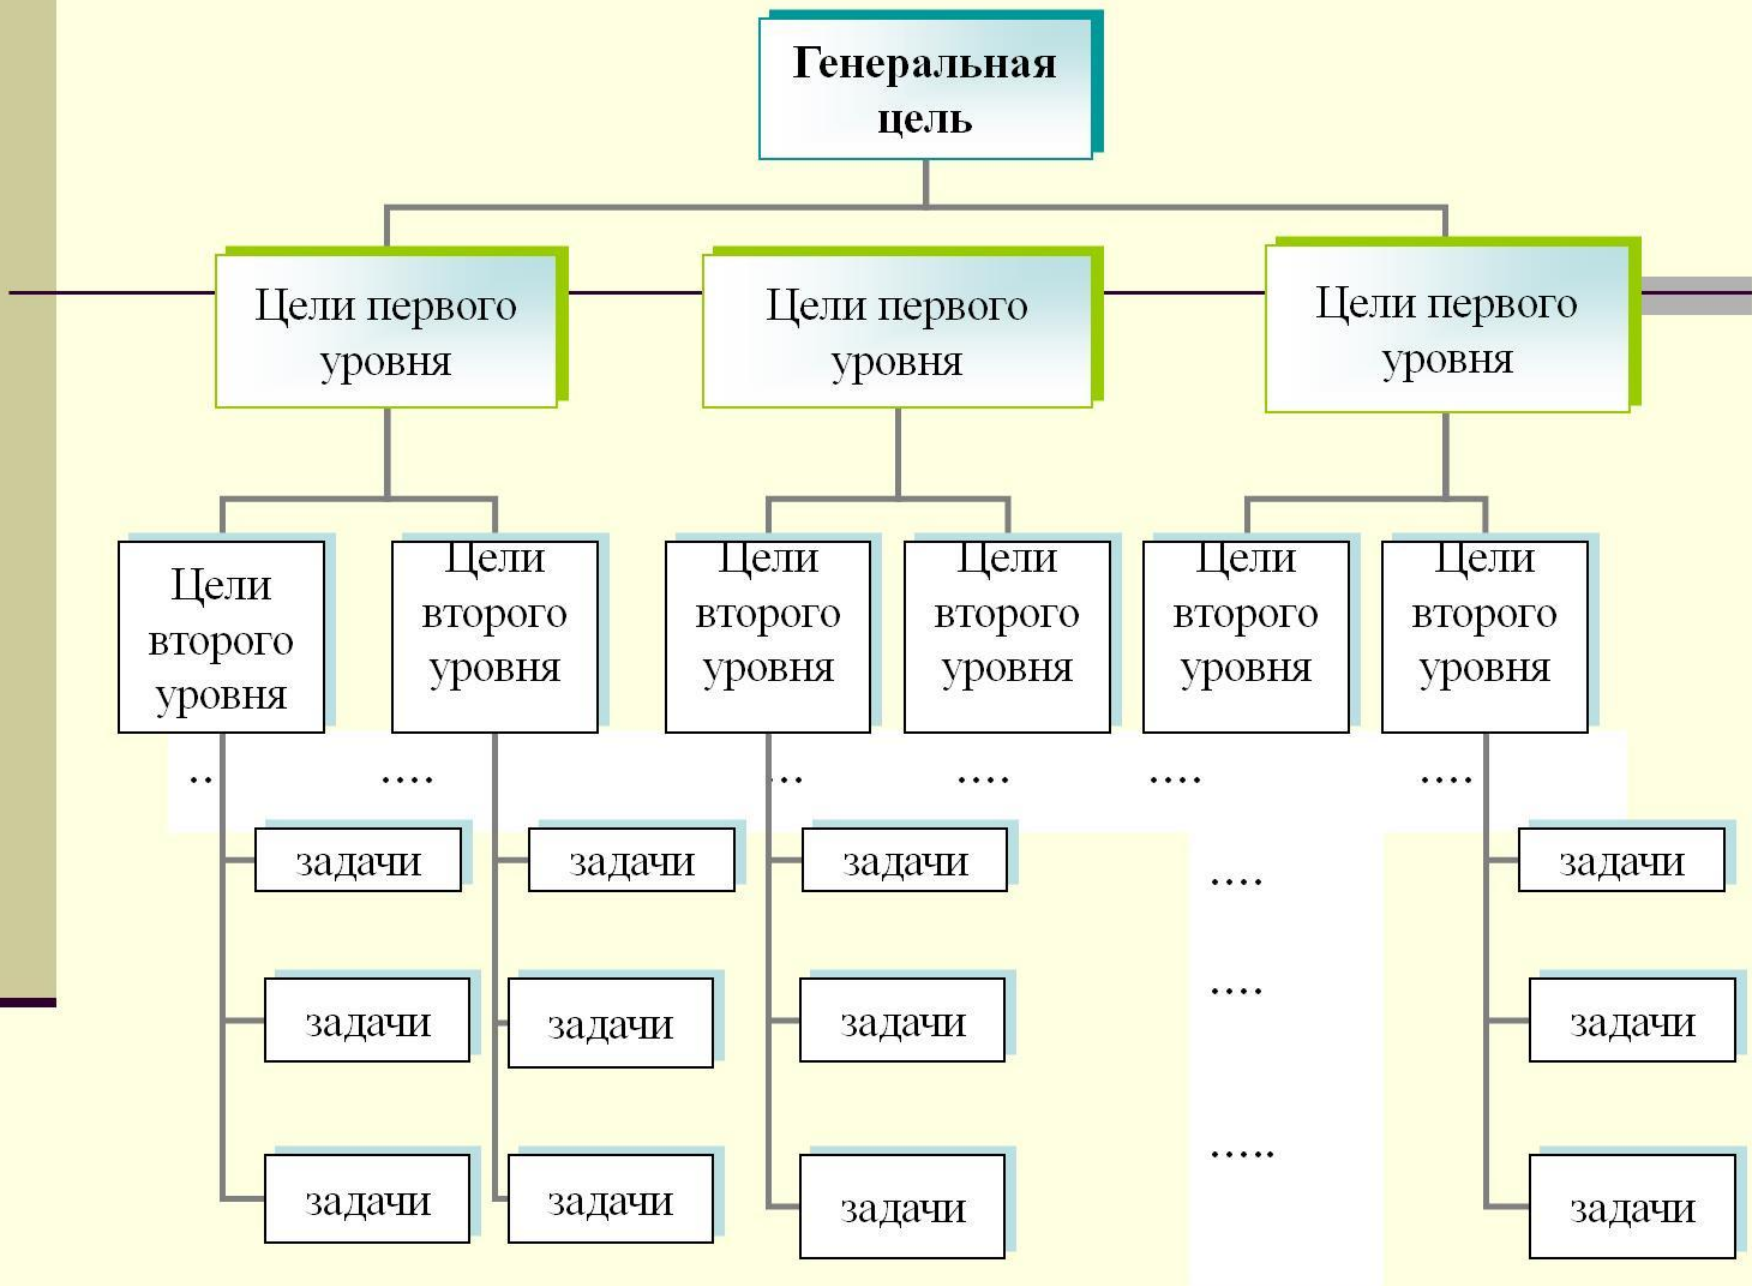 Генеральная
цель
Цели первого
уровня
Цели первого
уровня
Цели первого
уровня
Цели
второго
уровня
Цели
второго
уровня
Цели
второго
уровня
Цели
второго
уровня
Цели
второго
уровня
Цели
второго
уровня
.. .... ... .... .... ....
задачи
задачи
задачи
....
задачи
задачи
задачи
задачи
....
задачи
задачи
задачи
задачи
.....
задачи